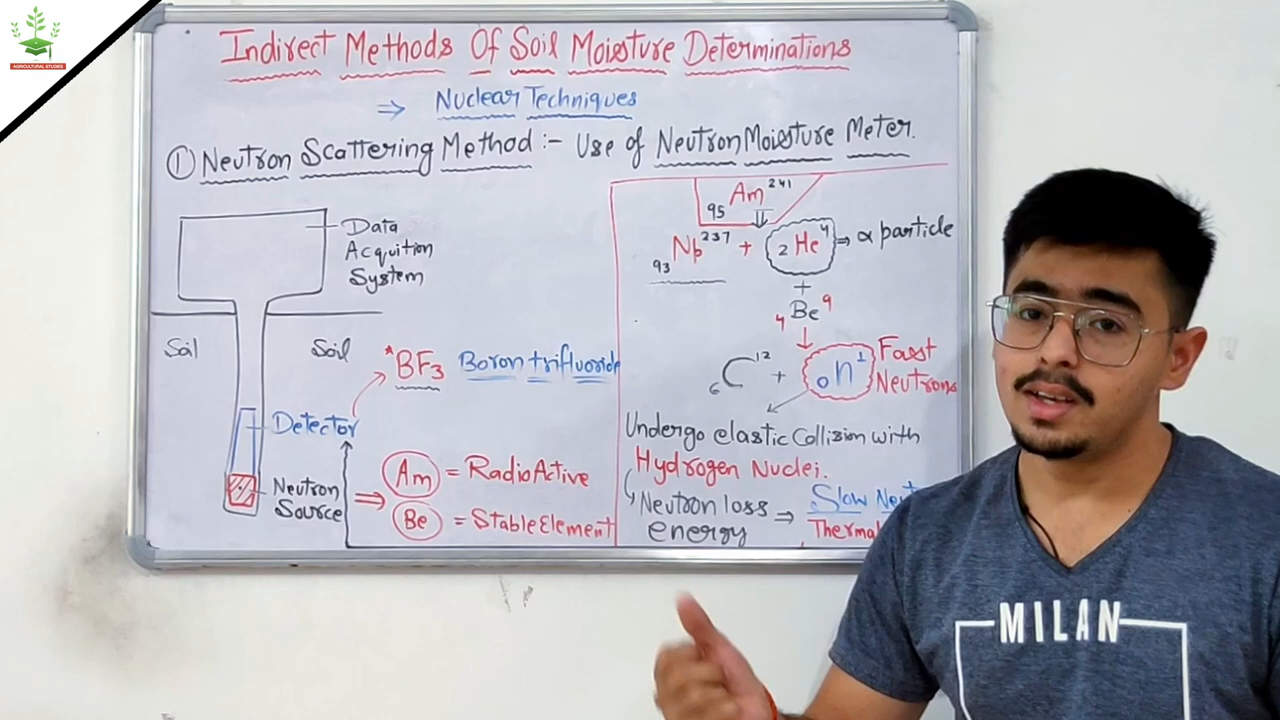 AGRICULTURAL STUDIES
Indirect Methods Of Soil Moisture Determinations
⇒ Nuclear Techniques
① Neutron Scattering Method :- Use of Neutron Moisture Meter.
Data
Acquition
System
Soil
Soil
*BF3 Boron trifluoride
Detector
Neutron
Source
⇒ Am = RadioActive
Be = Stable Element
95 Am 241
⇓
93 Np 237 + 2 He 4 ⇒ α particle
+
4 Be 9
↓
6 C 12 + 0 n 1 Fast
Neutrons
Undergo elastic Collision with
Hydrogen Nuclei.
Neutron loss
energy ⇒ Slow
Thermal
MILAN